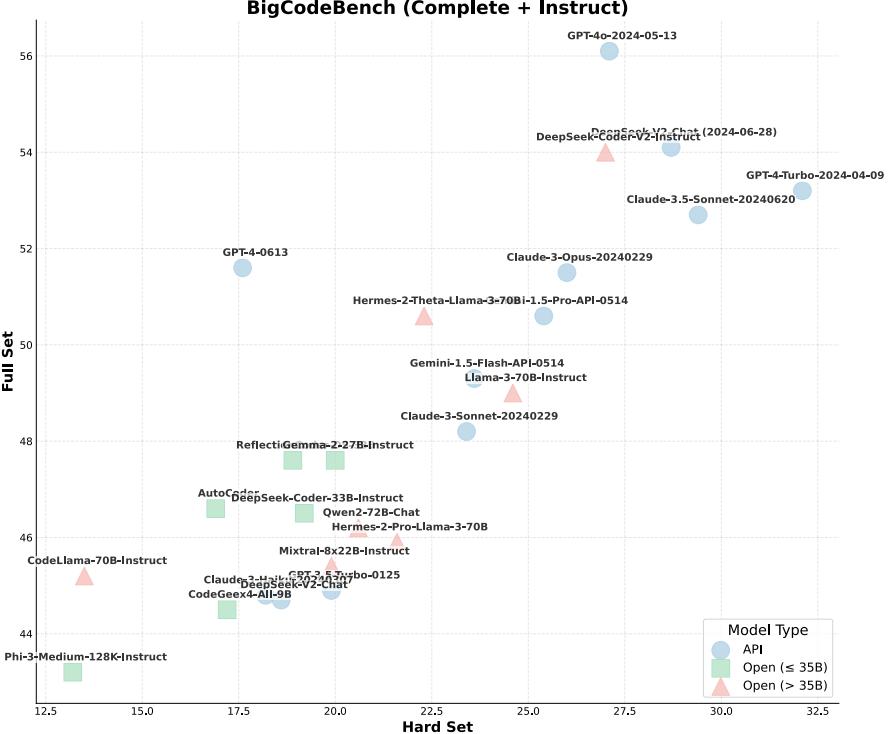 BigCodeBench (Complete + Instruct)
GPT-4o-2024-05-13
DeepSeek-V2-Chat (2024-06-28)
DeepSeek-Coder-V2-Instruct
GPT-4-Turbo-2024-04-09
Claude-3.5-Sonnet-20240620
GPT-4-0613
Claude-3-Opus-20240229
Hermes-2-Theta-Llama-3-70B
-1.5-Pro-API-0514
Gemini-1.5-Flash-API-0514
Llama-3-70B-Instruct
Claude-3-Sonnet-20240229
Gemma-2-27B-Instruct
AutoCoder
DeepSeek-Coder-33B-Instruct
Qwen2-72B-Chat
Hermes-2-Pro-Llama-3-70B
Mixtral-8x22B-Instruct
CodeLlama-70B-Instruct
GPT-3.5-Turbo-0125
Claude-3-Haiku-20240307
DeepSeek-V2-Chat
CodeGeex4-All-9B
Phi-3-Medium-128K-Instruct
56
54
52
50
48
46
44
Full Set
12.5 15.0 17.5 20.0 22.5 25.0 27.5 30.0 32.5
Hard Set
Model Type
API
Open (≤ 35B)
Open (> 35B)